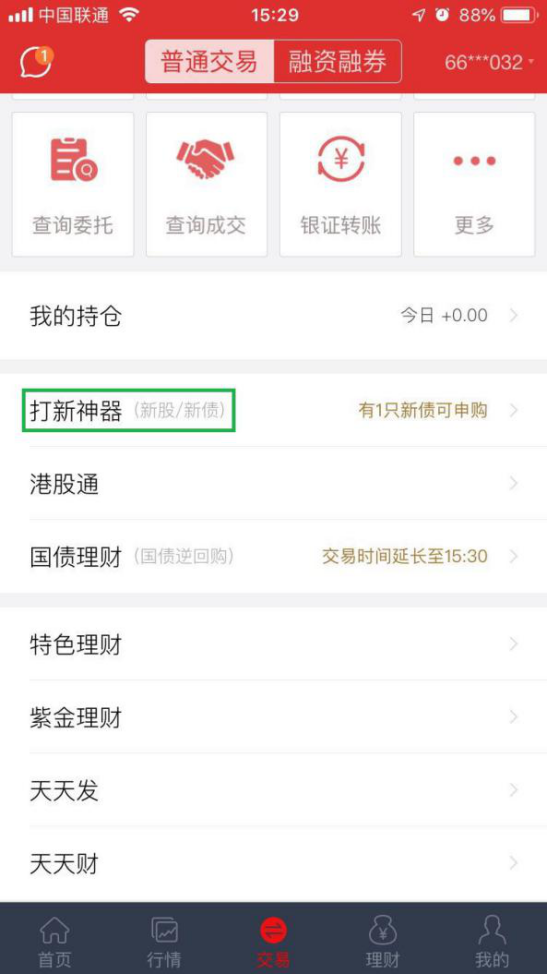 中国联通 15:29 88%
1 普通交易 融资融券 66***032
查询委托 查询成交 银证转账 更多
我的持仓 今日 +0.00
打新神器 (新股/新债) 有1只新债可申购
港股通
国债理财 (国债逆回购) 交易时间延长至15:30
特色理财
紫金理财
天天发
天天财
首页 行情 交易 理财 我的